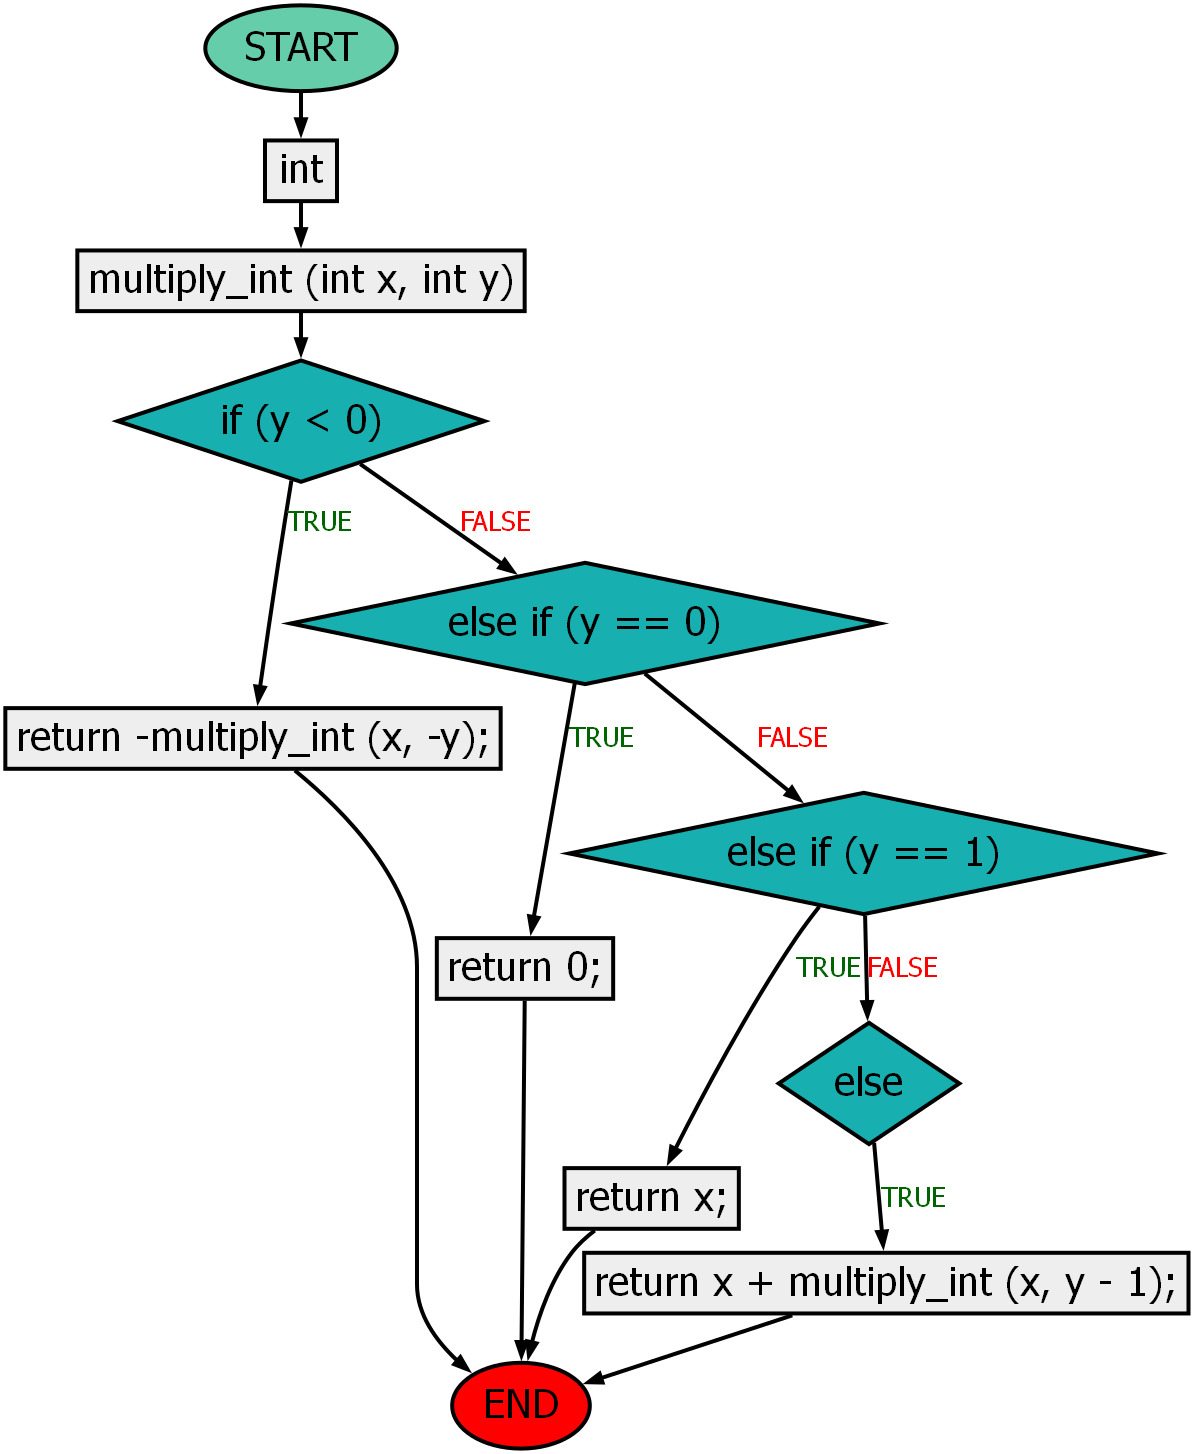 START
int
multiply_int (int x, int y)
if (y < 0)
TRUE
FALSE
else if (y == 0)
return -multiply_int (x, -y);
TRUE
FALSE
else if (y == 1)
return 0;
TRUE
FALSE
else
return x;
TRUE
return x + multiply_int (x, y - 1);
END